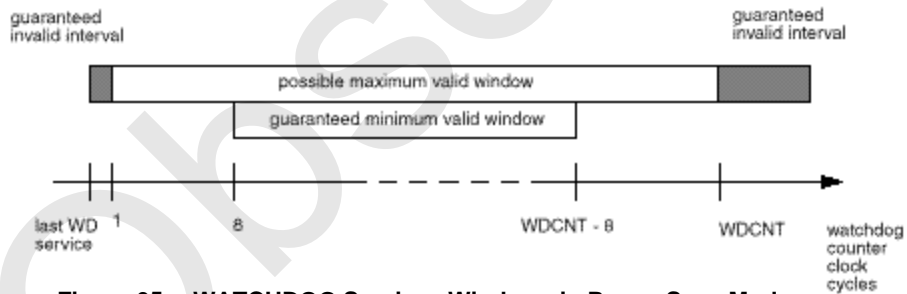 guaranteed
invalid interval
guaranteed
invalid interval
possible maximum valid window
guaranteed minimum valid window
last WD
service
1
8
WDCNT - 8
WDCNT
watchdog
counter
clock
cycles